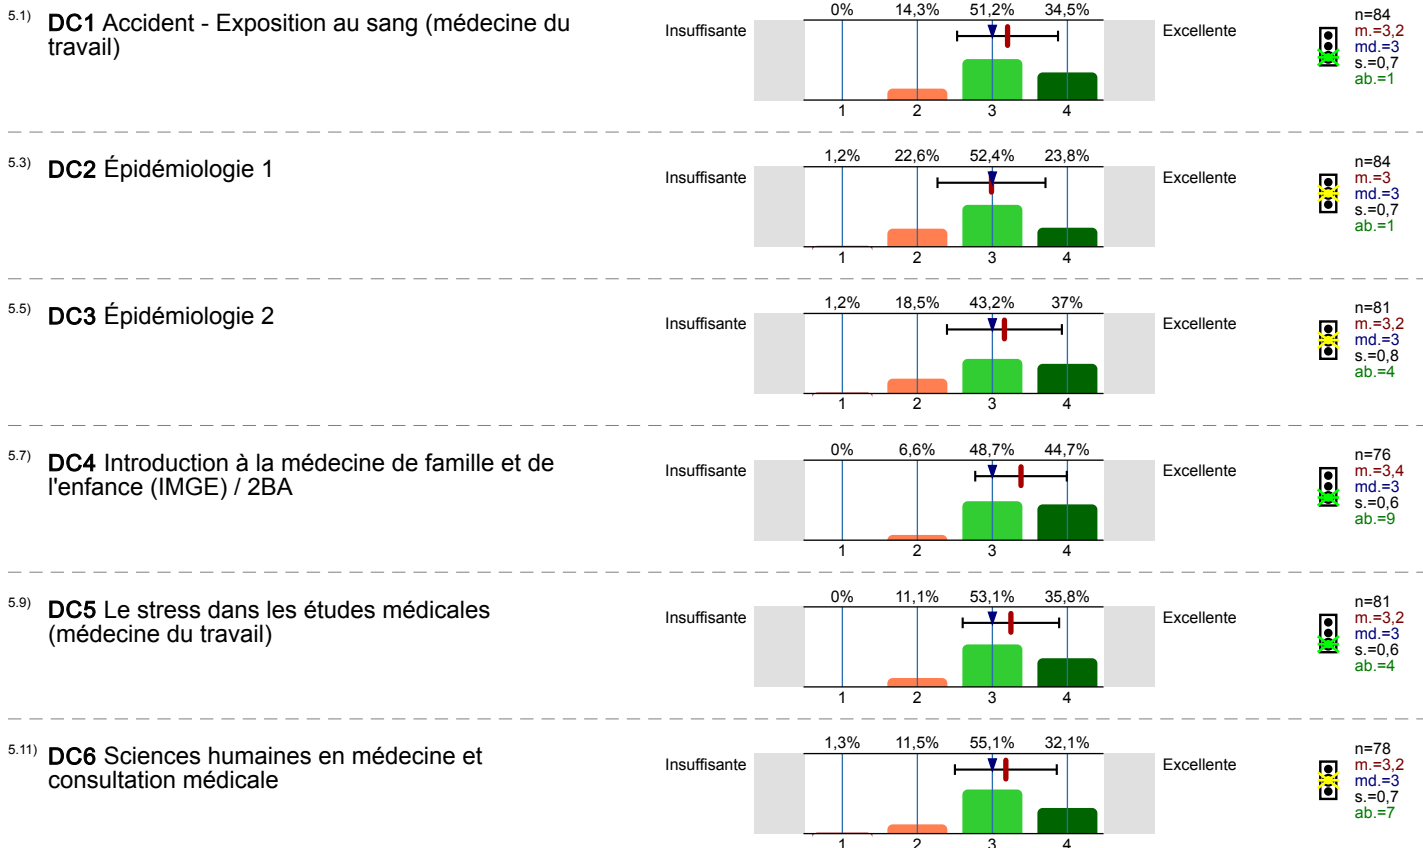 5.1) DC1 Accident - Exposition au sang (médecine du
travail)
Insuffisante
0% 14,3% 51,2% 34,5%
1 2 3 4
Excellente
n=84
m.=3,2
md.=3
s.=0,7
ab.=1
5.3) DC2 Épidémiologie 1
Insuffisante
1,2% 22,6% 52,4% 23,8%
1 2 3 4
Excellente
n=84
m.=3
md.=3
s.=0,7
ab.=1
5.5) DC3 Épidémiologie 2
Insuffisante
1,2% 18,5% 43,2% 37%
1 2 3 4
Excellente
n=81
m.=3,2
md.=3
s.=0,8
ab.=4
5.7) DC4 Introduction à la médecine de famille et de
l'enfance (IMGE) / 2BA
Insuffisante
0% 6,6% 48,7% 44,7%
1 2 3 4
Excellente
n=76
m.=3,4
md.=3
s.=0,6
ab.=9
5.9) DC5 Le stress dans les études médicales
(médecine du travail)
Insuffisante
0% 11,1% 53,1% 35,8%
1 2 3 4
Excellente
n=81
m.=3,2
md.=3
s.=0,6
ab.=4
5.11) DC6 Sciences humaines en médecine et
consultation médicale
Insuffisante
1,3% 11,5% 55,1% 32,1%
1 2 3 4
Excellente
n=78
m.=3,2
md.=3
s.=0,7
ab.=7